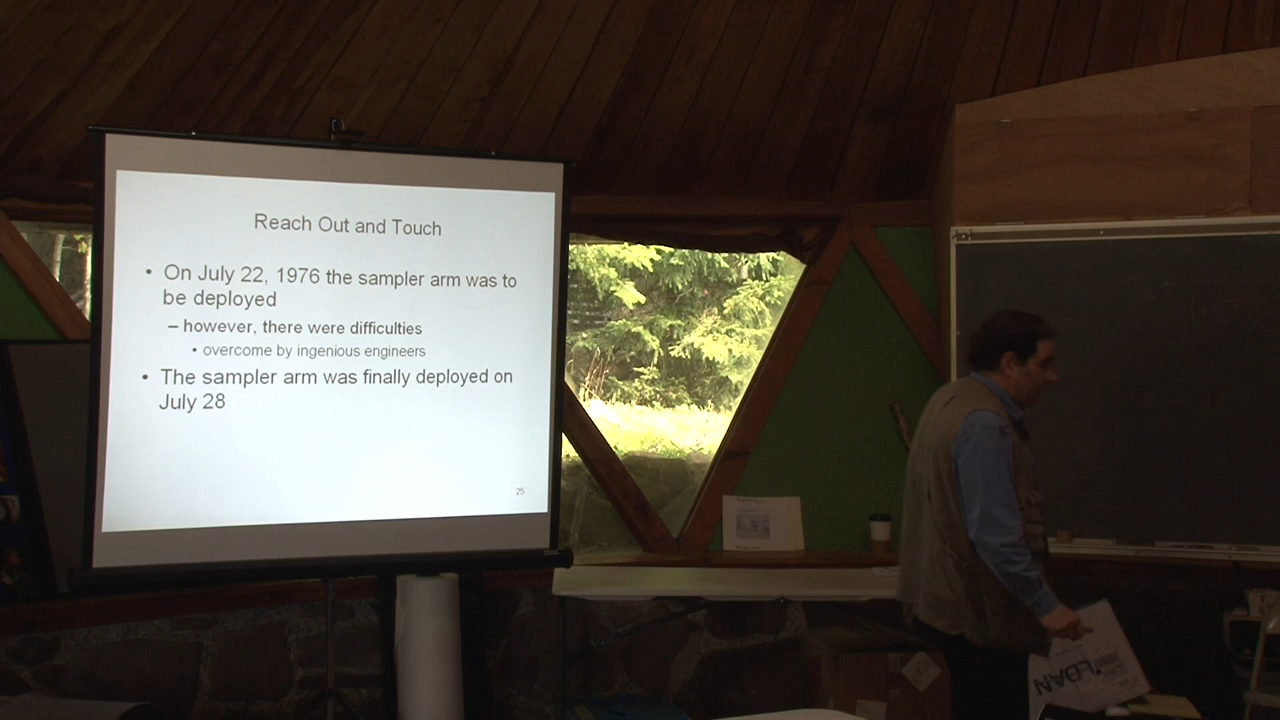 Reach Out and Touch
• On July 22, 1976 the sampler arm was to
be deployed
– however, there were difficulties
• overcome by ingenious engineers
• The sampler arm was finally deployed on
July 28
25